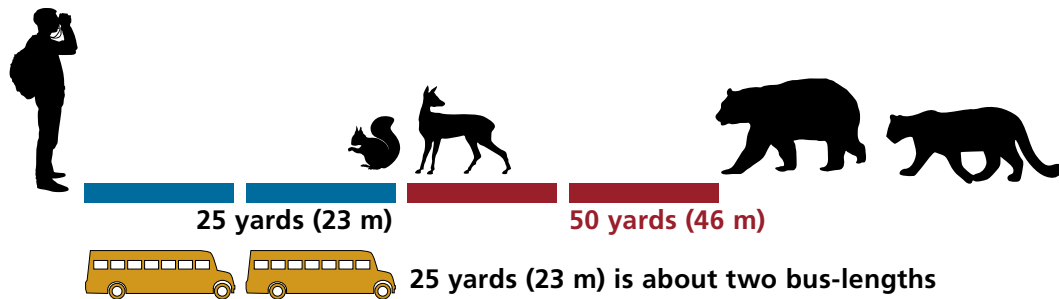 25 yards (23 m)
50 yards (46 m)
25 yards (23 m) is about two bus-lengths